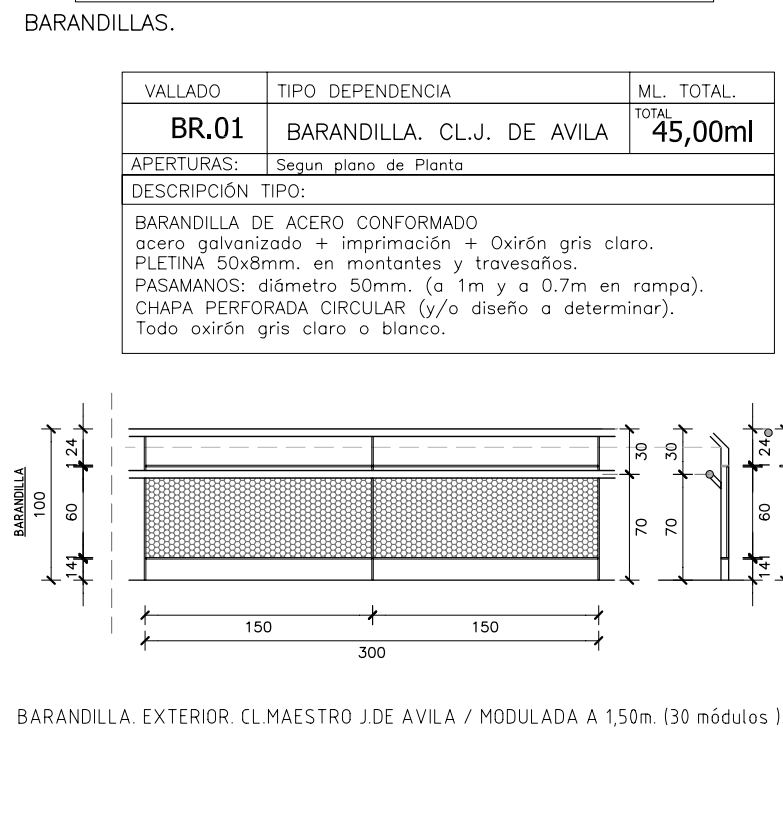 BARANDILLAS.
VALLADO TIPO DEPENDENCIA ML. TOTAL.
BR.01 BARANDILLA. CL.J. DE AVILA TOTAL 45,00ml
APERTURAS: Segun plano de Planta
DESCRIPCIÓN TIPO:
BARANDILLA DE ACERO CONFORMADO
acero galvanizado + imprimación + Oxirón gris claro.
PLETINA 50x8mm. en montantes y travesaños.
PASAMANOS: diámetro 50mm. (a 1m y a 0.7m en rampa).
CHAPA PERFORADA CIRCULAR (y/o diseño a determinar).
Todo oxirón gris claro o blanco.
BARANDILLA
100
24
60
14
30
70
30
70
24
60
14
150 150
300
BARANDILLA. EXTERIOR. CL.MAESTRO J.DE AVILA / MODULADA A 1,50m. (30 módulos )